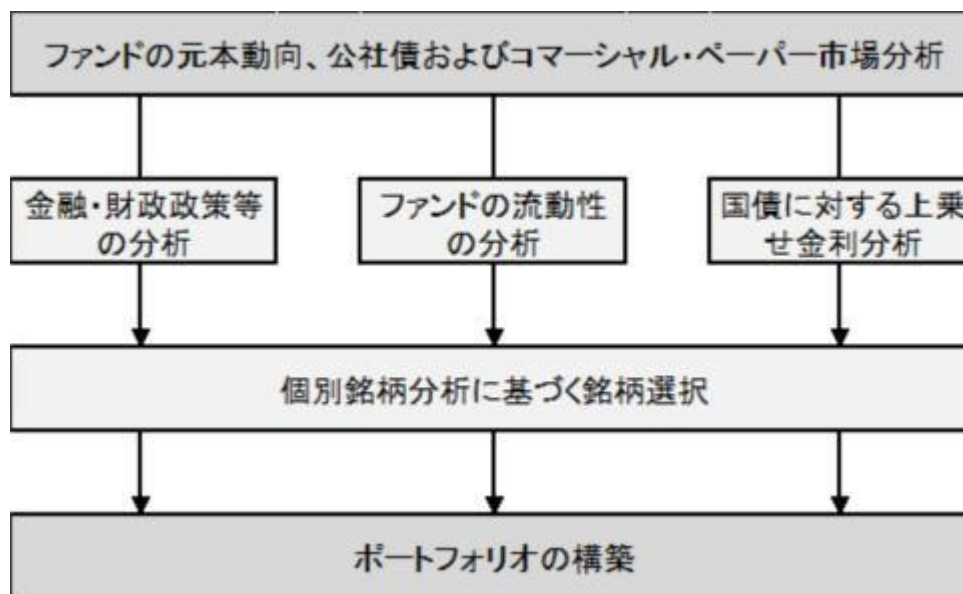 ファンドの元本動向、公社債およびコマーシャル・ペーパー市場分析
金融・財政政策等
の分析
ファンドの流動性
の分析
国債に対する上乗
せ金利分析
個別銘柄分析に基づく銘柄選択
ポートフォリオの構築